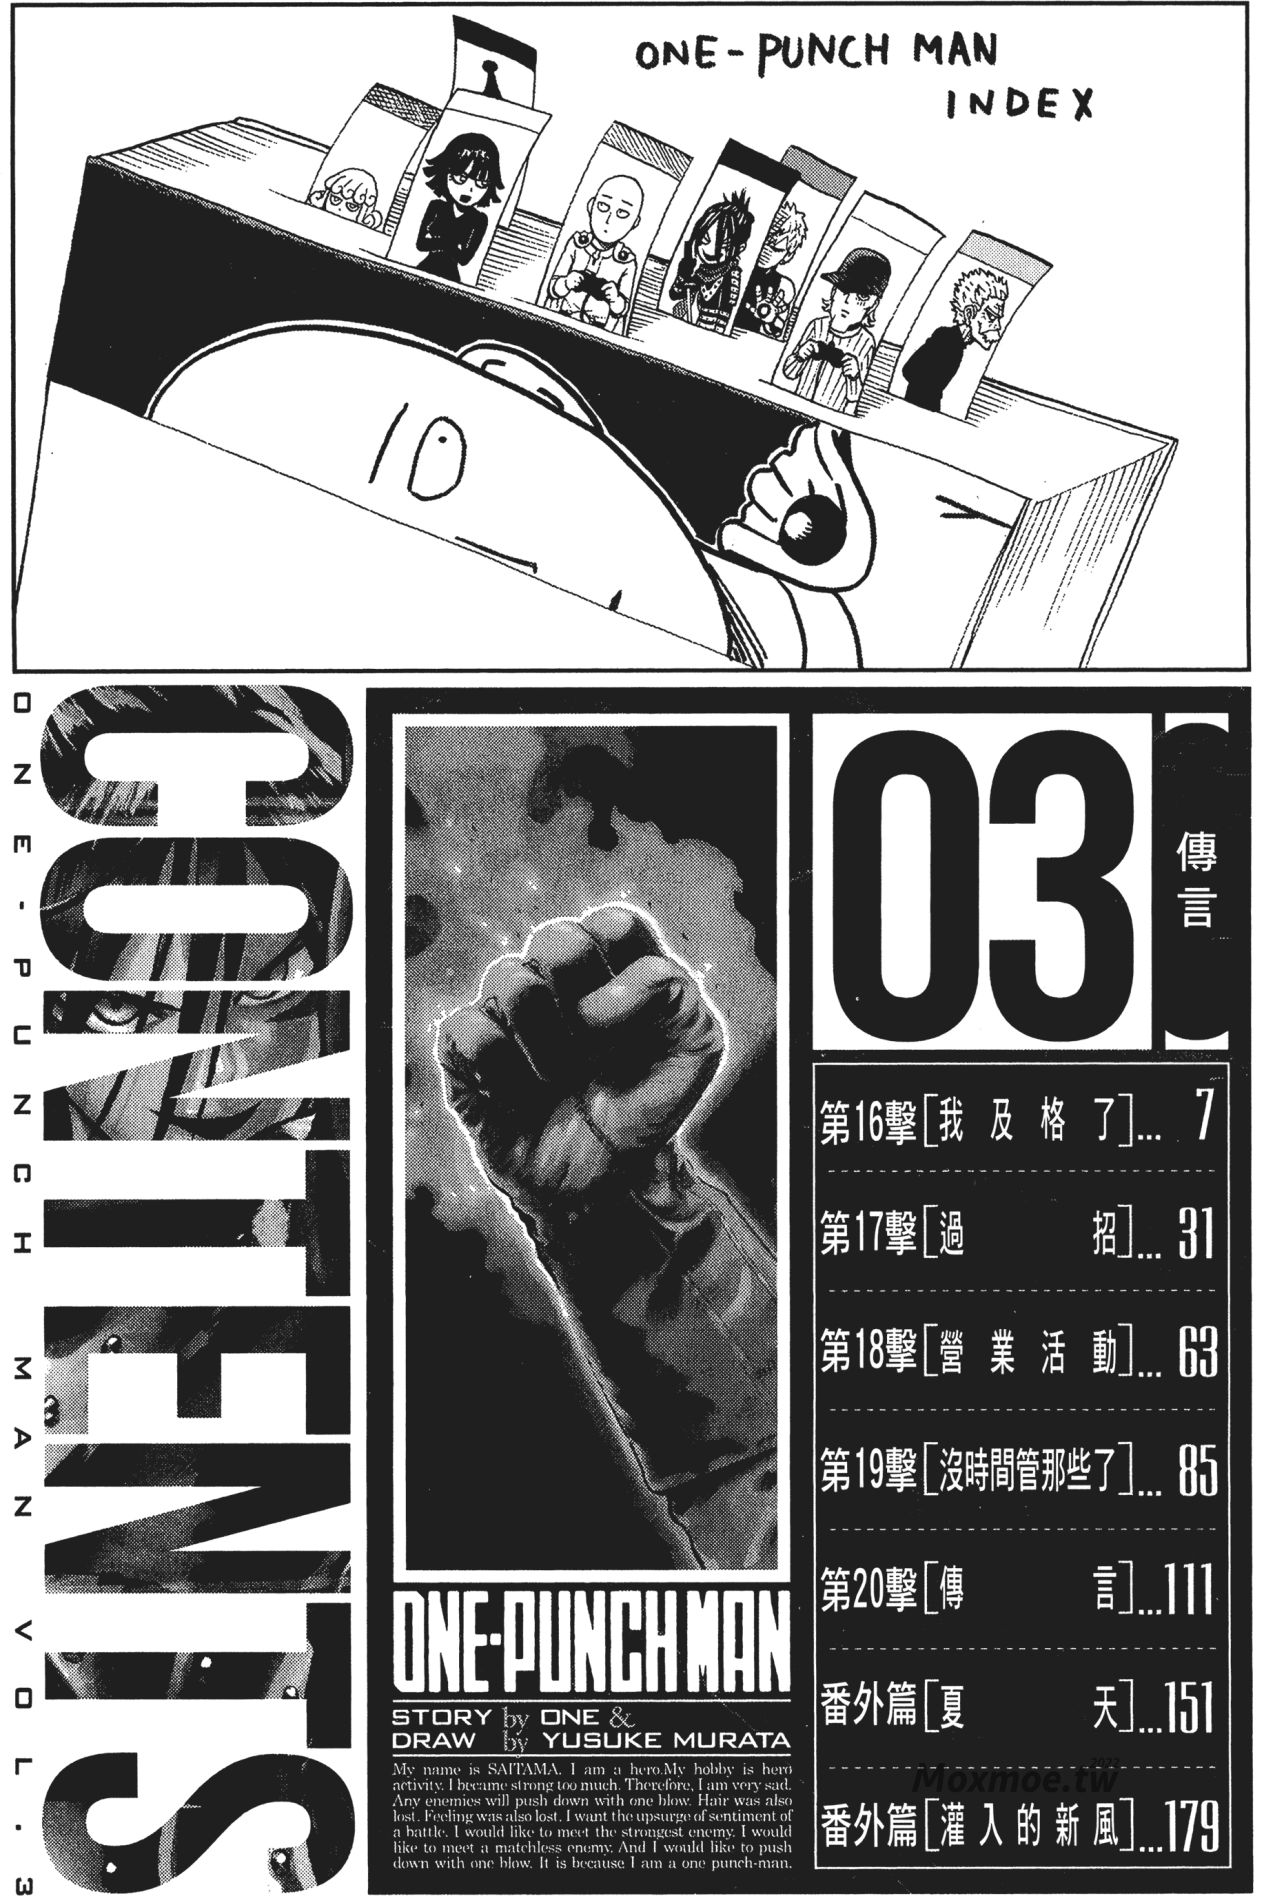 ONE-PUNCH MAN
INDEX
CONTENTS
ONE-PUNCH MAN VOL.3
03
傳言
第16擊[我及格了]...7
第17擊[過招]...31
第18擊[營業活動]...63
第19擊[沒時間管那些了]...85
第20擊[傳言]...111
番外篇[夏天]...151
番外篇[灌入的新風]...179
ONE-PUNCH MAN
STORY by ONE &
DRAW by YUSUKE MURATA
My name is SAITAMA. I am a hero.My hobby is hero
activity. I became strong too much. Therefore, I am very sad.
Any enemies will push down with one blow. Hair was also
lost. Feeling was also lost. I want the upsurge of sentiment of
a battle. I would like to meet the strongest enemy. I would
like to meet a matchless enemy. And I would like to push
down with one blow. It is because I am a one punch-man.
2022
Moxmoe.tw